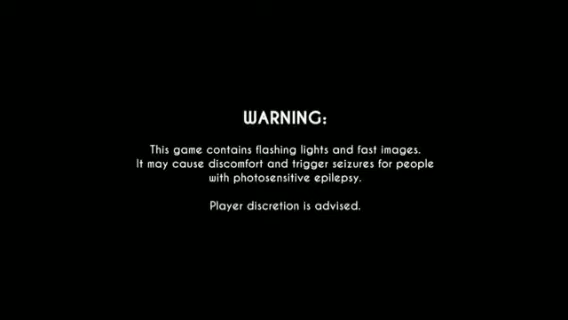 WARNING:
This game contains flashing lights and fast images.
It may cause discomfort and trigger seizures for people
with photosensitive epilepsy.
Player discretion is advised.